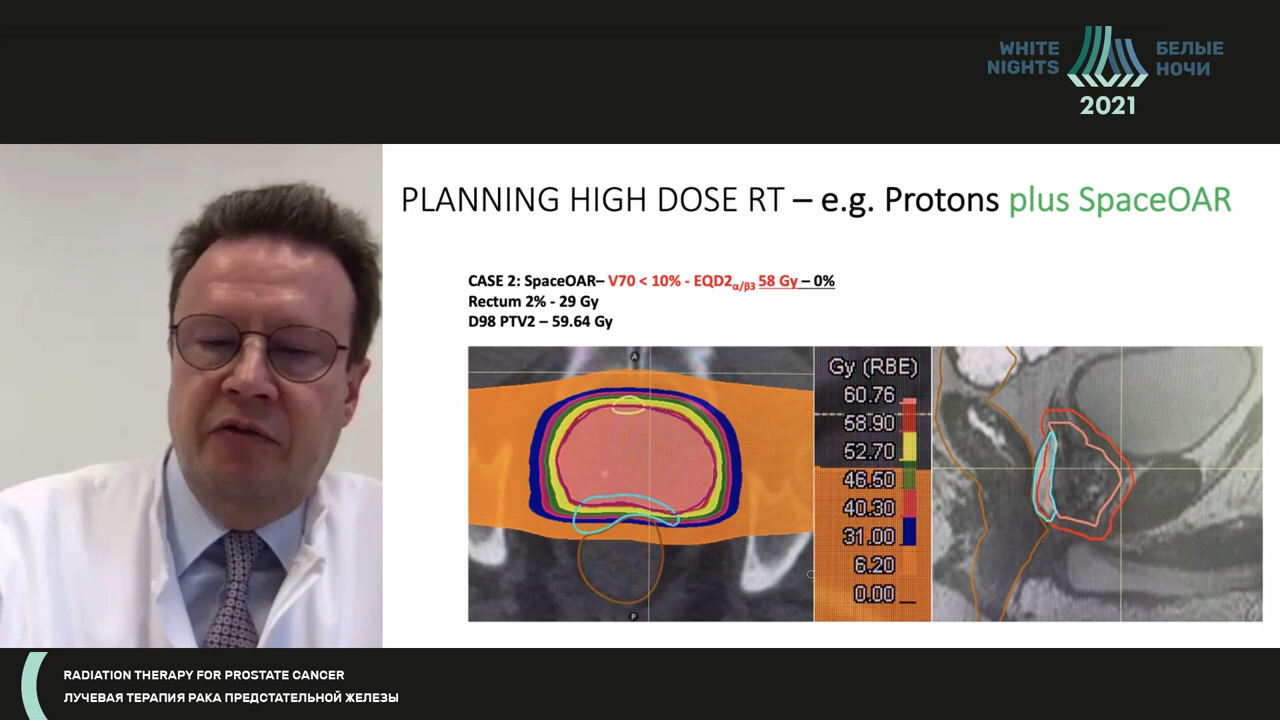 WHITE NIGHTS
БЕЛЫЕ НОЧИ
2021
PLANNING HIGH DOSE RT – e.g. Protons plus SpaceOAR
CASE 2: SpaceOAR– V70 < 10% - EQD2α/β3 58 Gy – 0%
Rectum 2% - 29 Gy
D98 PTV2 – 59.64 Gy
A
Gy (RBE)
60.76
58.90
52.70
46.50
40.30
31.00
6.20
0.00
P
RADIATION THERAPY FOR PROSTATE CANCER
ЛУЧЕВАЯ ТЕРАПИЯ РАКА ПРЕДСТАТЕЛЬНОЙ ЖЕЛЕЗЫ